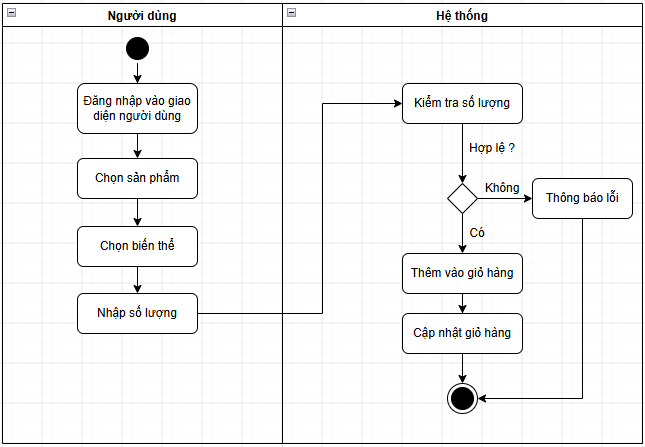 Người dùng
Hệ thống
Đăng nhập vào giao
diện người dùng
Chọn sản phẩm
Chọn biến thể
Nhập số lượng
Kiểm tra số lượng
Hợp lệ ?
Không
Thông báo lỗi
Có
Thêm vào giỏ hàng
Cập nhật giỏ hàng